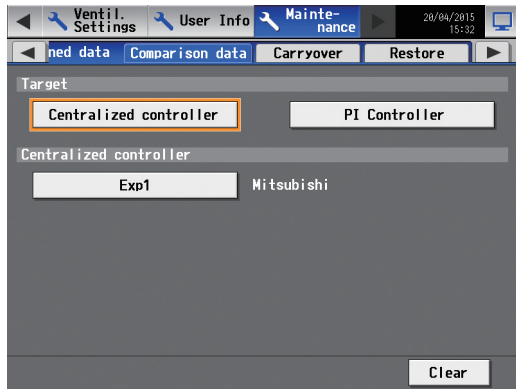 Ventil. Settings
User Info
Mainte-nance
20/04/2015 15:32
ned data
Comparison data
Carryover
Restore
Target
Centralized controller
PI Controller
Centralized controller
Exp1
Mitsubishi
Clear